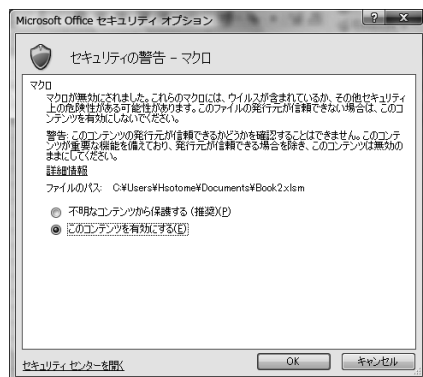 Microsoft Office セキュリティ オプション
セキュリティの警告 - マクロ
マクロ
マクロが無効にされました。これらのマクロには、ウイルスが含まれているか、その他セキュリティ
上の危険性がある可能性があります。このファイルの発行元が信頼できない場合は、このコ
ンテンツを有効にしないでください。
警告: このコンテンツの発行元が信頼できるかどうかを確認することはできません。このコンテ
ンツが重要な機能を備えており、発行元が信頼できる場合を除き、このコンテンツは無効の
ままにしてください。
詳細情報
ファイルのパス: C:¥Users¥Hsotome¥Documents¥Book2.xlsm
不明なコンテンツから保護する (推奨)(P)
このコンテンツを有効にする(E)
セキュリティ センターを開く
OK
キャンセル